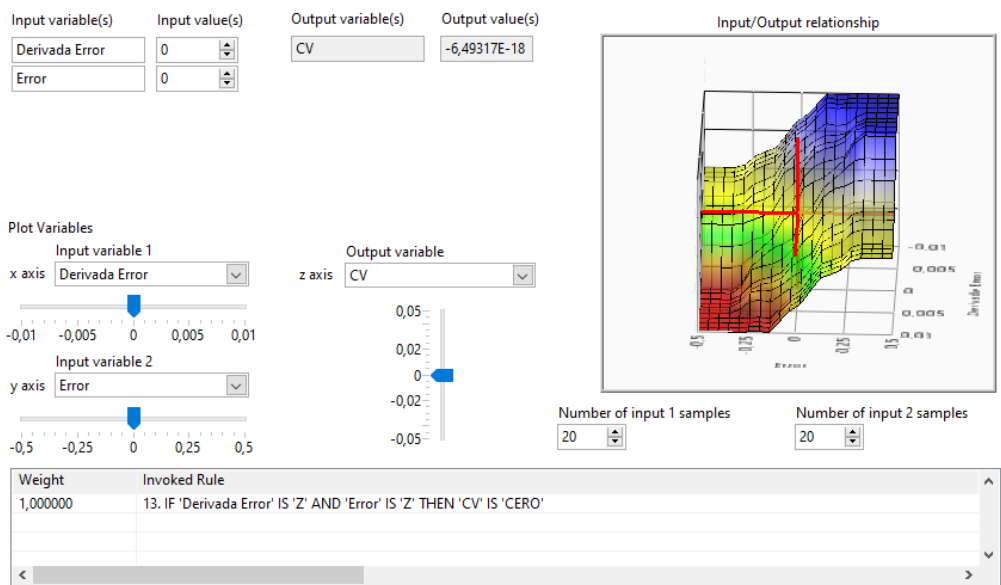 Input variable(s) Input value(s) Output variable(s) Output value(s) Input/Output relationship
Derivada Error 0 CV -6,49317E-18
Error 0
-0,01
0,005
0
0,005
0,01
Derivada Error
-0,5 -0,25 0 0,25 0,5
Error
Plot Variables
Input variable 1
x axis Derivada Error
-0,01 -0,005 0 0,005 0,01
Input variable 2
y axis Error
-0,5 -0,25 0 0,25 0,5
Output variable
z axis CV
0,05
0,02
0
-0,02
-0,05
Number of input 1 samples Number of input 2 samples
20 20
Weight Invoked Rule
1,000000 13. IF 'Derivada Error' IS 'Z' AND 'Error' IS 'Z' THEN 'CV' IS 'CERO'